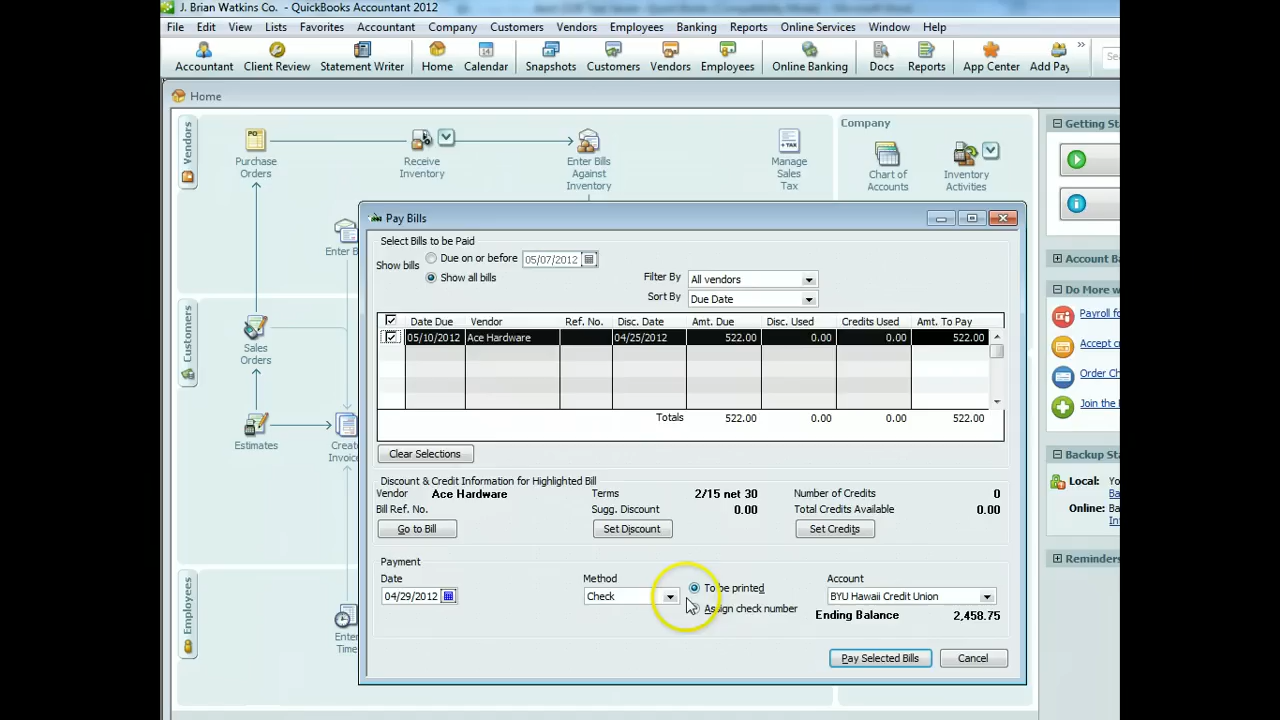 J. Brian Watkins Co. - QuickBooks Accountant 2012
File Edit View Lists Favorites Accountant Company Customers Vendors Employees Banking Reports Online Services Window Help
Accountant Client Review Statement Writer Home Calendar Snapshots Customers Vendors Employees Online Banking Docs Reports App Center Add Pay
Home
Vendors
Purchase Orders
Receive Inventory
Enter Bills Against Inventory
Manage Sales Tax
Company
Chart of Accounts
Inventory Activities
Enter B
Customers
Sales Orders
Estimates
Create Invoic
Employees
Enter Time
Getting St
Account Ba
Do More w
Payroll fo
Accept c
Order Ch
Join the
Backup Sta
Local: Yo
Ba
Online: Ba
In
Reminders
Pay Bills
Select Bills to be Paid
Show bills
Due on or before 05/07/2012
Show all bills
Filter By All vendors
Sort By Due Date
Date Due Vendor Ref. No. Disc. Date Amt. Due Disc. Used Credits Used Amt. To Pay
05/10/2012 Ace Hardware 04/25/2012 522.00 0.00 0.00 522.00
Totals 522.00 0.00 0.00 522.00
Clear Selections
Discount & Credit Information for Highlighted Bill
Vendor Ace Hardware Terms 2/15 net 30 Number of Credits 0
Bill Ref. No. Sugg. Discount 0.00 Total Credits Available 0.00
Go to Bill Set Discount Set Credits
Payment
Date Method Account
04/29/2012 Check To be printed BYU Hawaii Credit Union
Assign check number
Ending Balance 2,458.75
Pay Selected Bills Cancel